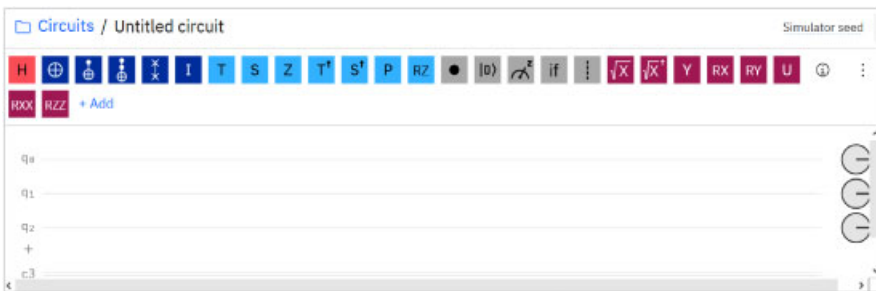 Circuits / Untitled circuit
Simulator seed
H I T S Z T† S† P RZ |0⟩ z if √X √X† Y RX RY U
RXX RZZ + Add
q0
q1
q2
+
c3